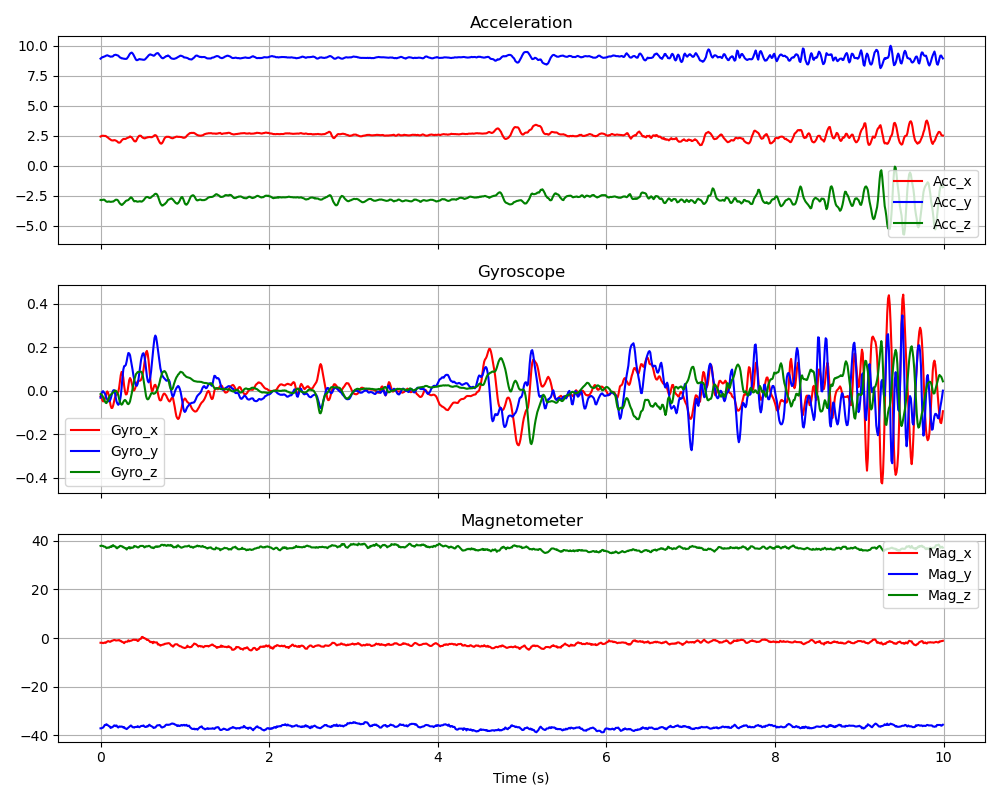 Acceleration
10.0
7.5
5.0
2.5
0.0
−2.5
−5.0
Acc_x
Acc_y
Acc_z
Gyroscope
0.4
0.2
0.0
−0.2
−0.4
Gyro_x
Gyro_y
Gyro_z
Magnetometer
40
20
0
−20
−40
Mag_x
Mag_y
Mag_z
0 2 4 6 8 10
Time (s)